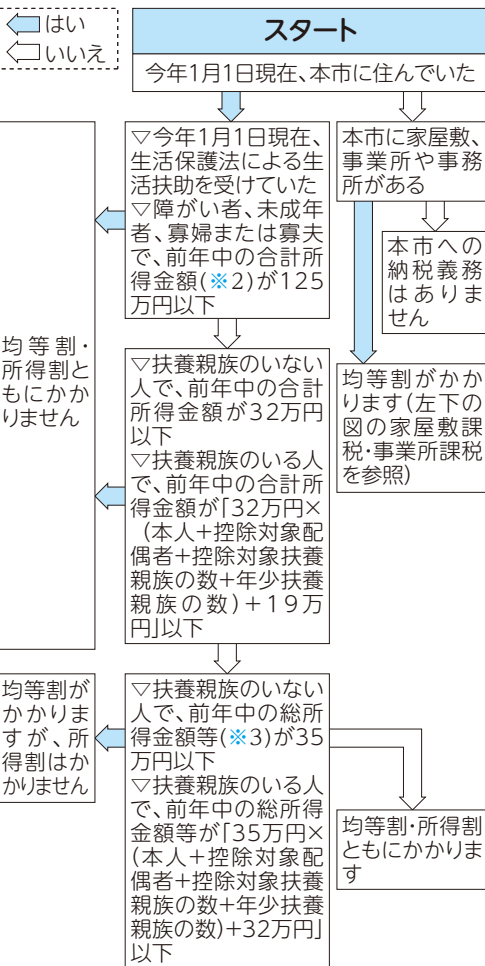 はい
いいえ
スタート
今年1月1日現在、本市に住んでいた
▽今年1月1日現在、
生活保護法による生
活扶助を受けていた
▽障がい者、未成年
者、寡婦または寡夫
で、前年中の合計所
得金額(※2)が125
万円以下
本市に家屋敷、
事業所や事務
所がある
本市への
納税義務
はありま
せん
均等割・
所得割と
もにかか
りません
▽扶養親族のいない
人で、前年中の合計
所得金額が32万円
以下
▽扶養親族のいる人
で、前年中の合計所
得金額が「32万円×
(本人+控除対象配
偶者+控除対象扶養
親族の数+年少扶養
親族の数)+19万
円」以下
均等割がかか
ります(左下の
図の家屋敷課
税・事業所課税
を参照)
均等割が
かかりま
すが、所
得割はか
かりません
▽扶養親族のいない
人で、前年中の総所
得金額等(※3)が35
万円以下
▽扶養親族のいる人
で、前年中の総所得
金額等が「35万円×
(本人+控除対象配
偶者+控除対象扶養
親族の数+年少扶養
親族の数)+32万円」
以下
均等割・所得割
ともにかかりま
す